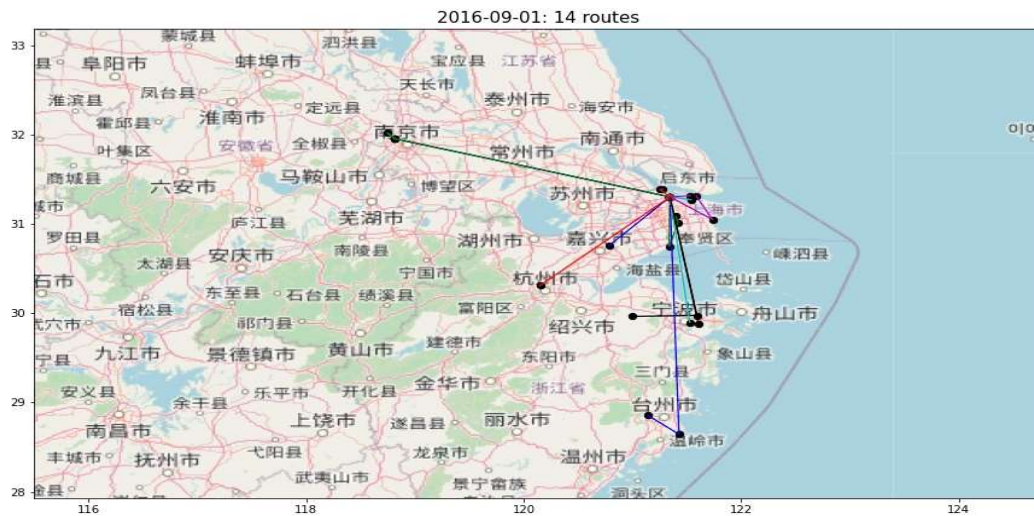 2016-09-01: 14 routes
33
蒙城县
泗洪县
宝应县
江苏省
阜阳市
蚌埠市
天长市
凤台县
定远县
泰州市
海安市
淮滨县
霍邱县
淮南市
32
南京市
南通市
叶集区
安徽省
全椒县
常州市
启东市
商城县
六安市
马鞍山市
博望区
苏州市
城市
庐江县
芜湖市
海市
31
罗田县
安庆市
南陵县
湖州市
嘉兴市
奉贤区
太湖县
宁国市
海盐县
嵊泗县
石市
东至县
石台县
绩溪县
杭州市
岱山县
30
宿松县
祁门县
富阳区
绍兴市
宁波市
舟山市
武穴市
九江市
景德镇市
黄山市
建德市
东阳市
象山县
29
安义县
余干县
乐平市
开化县
金华市
浙江省
三门县
南昌市
上饶市
遂昌县
丽水市
台州市
丰城市
弋阳县
龙泉市
温州市
温岭市
抚州市
武夷山市
景宁畲族
洞头区
28
116
118
120
122
124